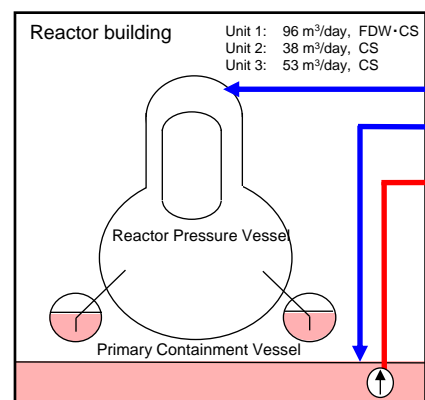 Reactor building
Unit 1: 96 m³/day, FDW・CS
Unit 2: 38 m³/day, CS
Unit 3: 53 m³/day, CS
Reactor Pressure Vessel
Primary Containment Vessel